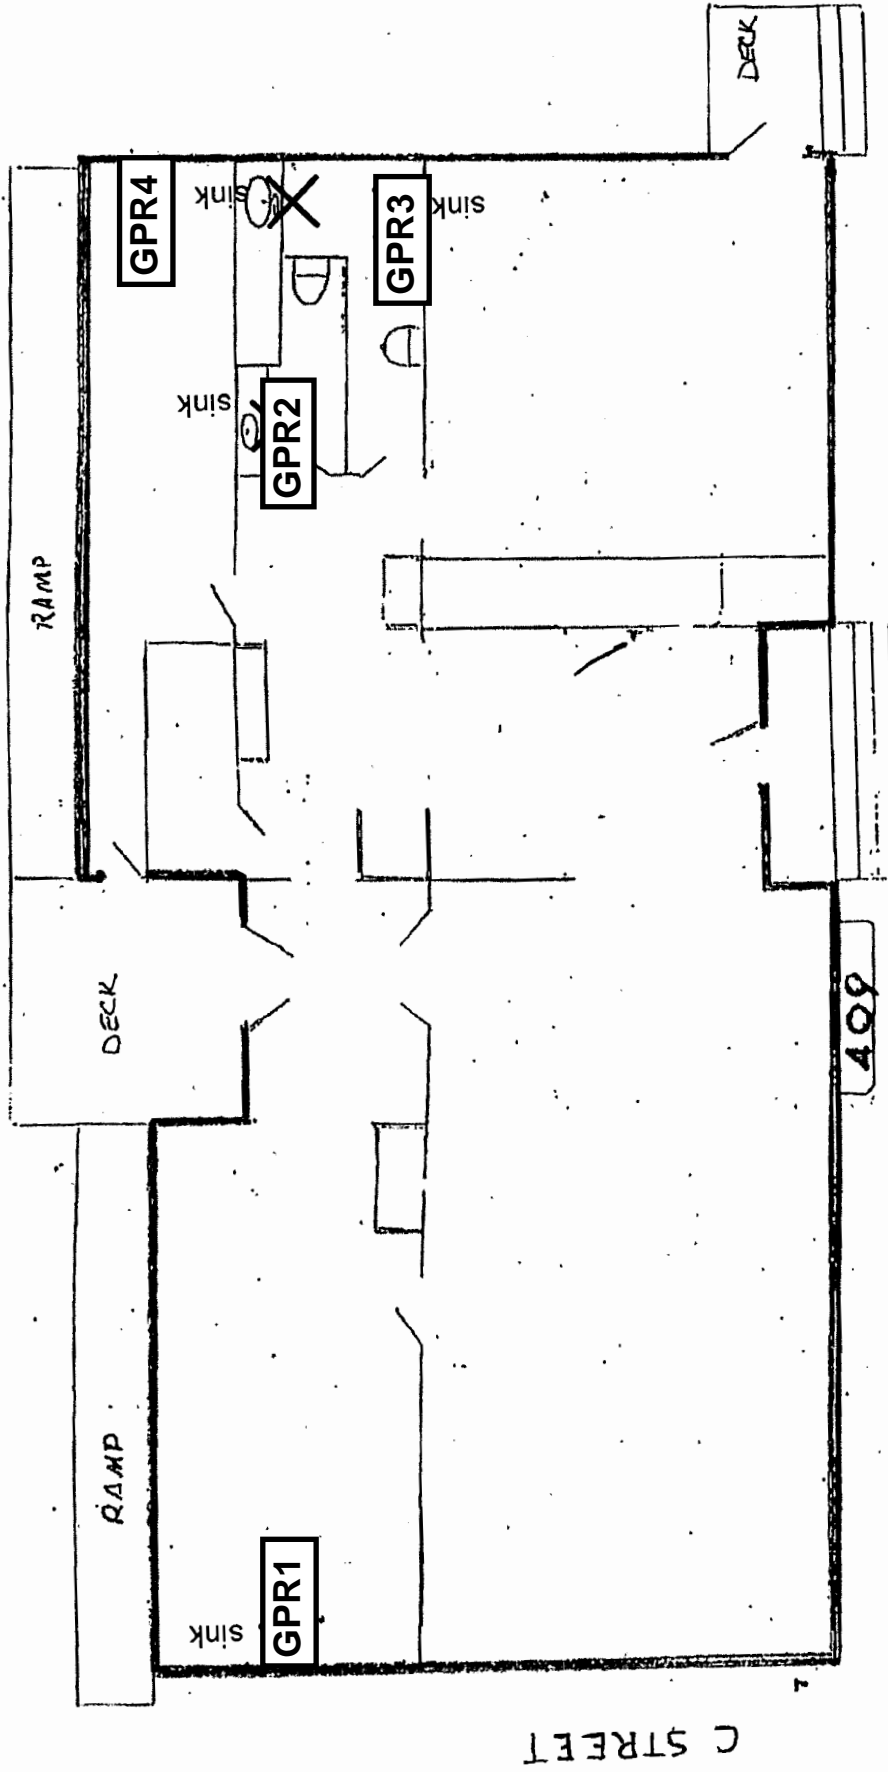 DECK
GPR4
sink
GPR3
sink
sink
GPR2
RAMP
DECK
409
RAMP
GPR1
sink
C STREET